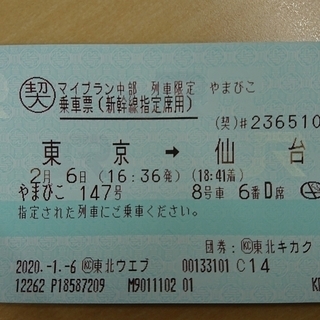 契 マイプラン中部 列車限定 やまびこ
乗車票(新幹線指定席用)
(契)#236510
東京 → 仙台
2月 6日 (16:36発) (18:41着)
やまびこ 147号 8号車 6番D席
指定された列車にご乗車ください。
団券:㏍東北キカク
2020.-1.-6 ㏍東北ウエブ 00133101 C14
12262 P18587209 M9011102 01